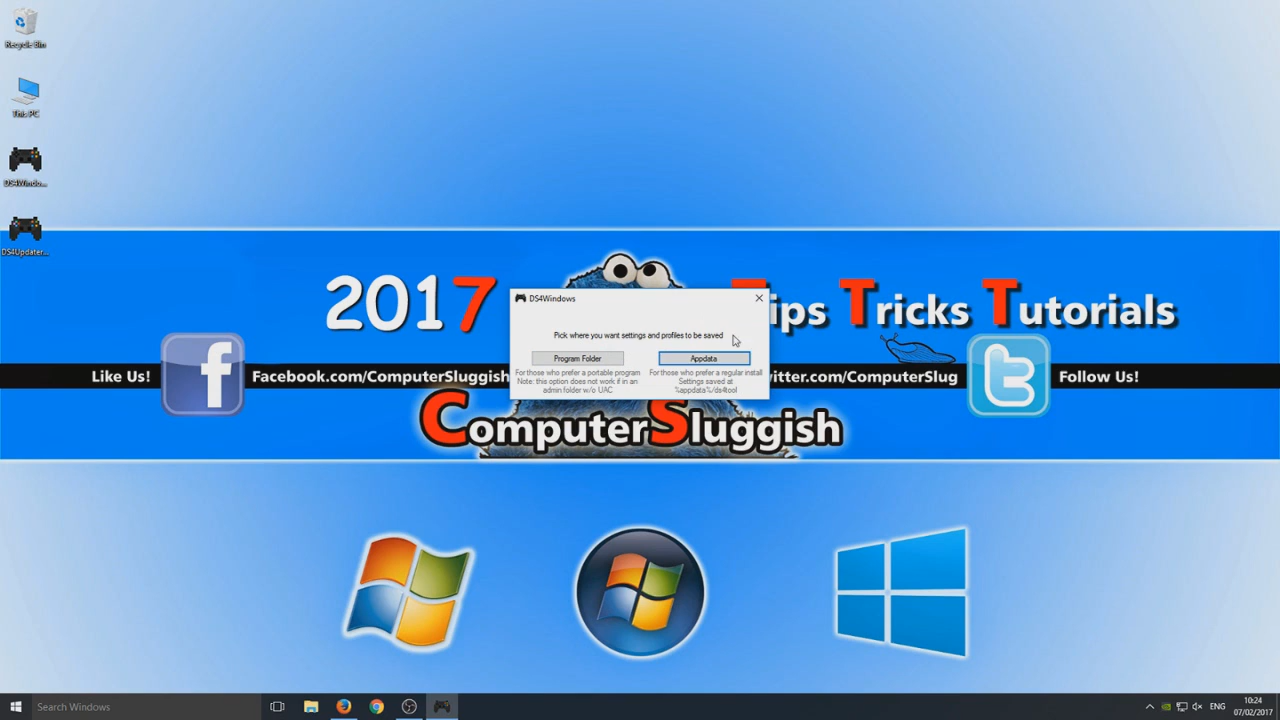 Recycle Bin
This PC
DS4Windo...
DS4Updater...
2017
Tips Tricks Tutorials
DS4Windows
Pick where you want settings and profiles to be saved
Program Folder
Appdata
For those who prefer a portable program
Note: this option does not work if in an
admin folder w/o UAC
For those who prefer a regular install
Settings saved at
%appdata%/ds4tool
Like Us!
Facebook.com/ComputerSluggish
witter.com/ComputerSlug
Follow Us!
ComputerSluggish
Search Windows
ENG
10:24
07/02/2017